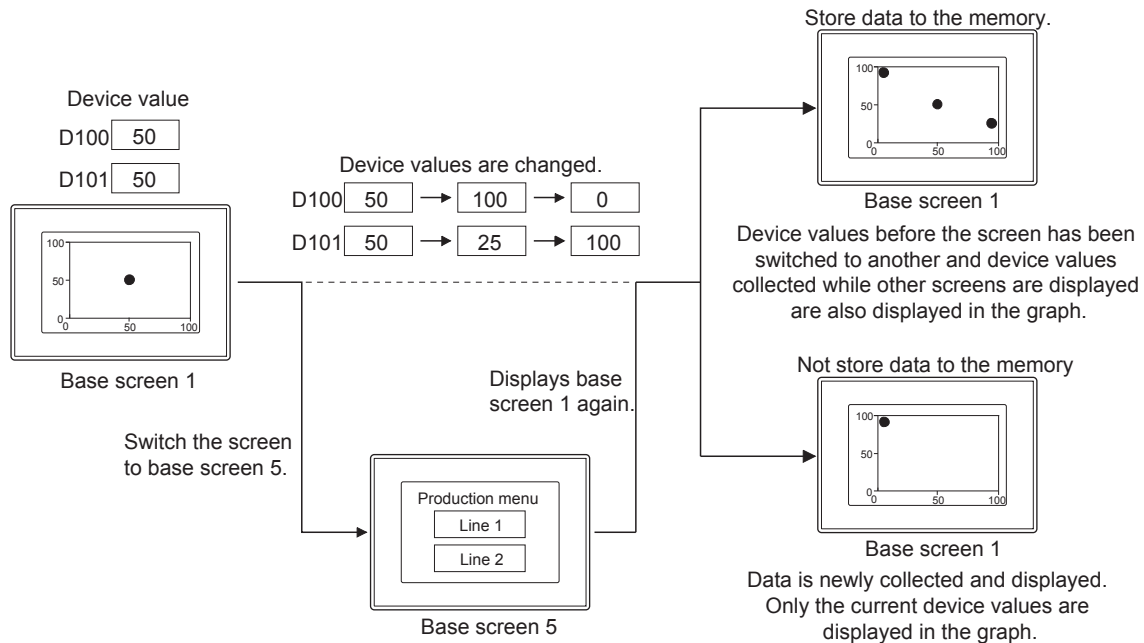 Store data to the memory.
100
50
0
50
100
Base screen 1
Device values before the screen has been
switched to another and device values
collected while other screens are displayed
are also displayed in the graph.
Device value
D100 50
D101 50
100
50
0
50
100
Base screen 1
Device values are changed.
D100 50 → 100 → 0
D101 50 → 25 → 100
Switch the screen
to base screen 5.
Displays base
screen 1 again.
Production menu
Line 1
Line 2
Base screen 5
Not store data to the memory
100
50
0
50
100
Base screen 1
Data is newly collected and displayed.
Only the current device values are
displayed in the graph.